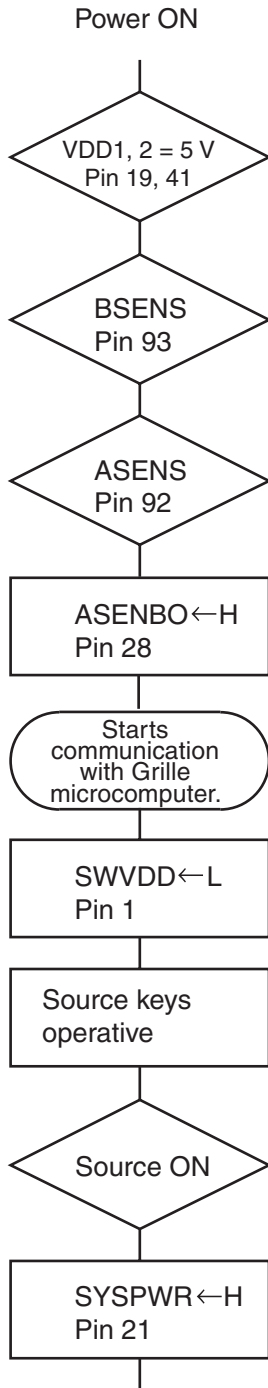 Power ON
VDD1, 2 = 5 V
Pin 19, 41
BSENS
Pin 93
ASENS
Pin 92
ASENBO←H
Pin 28
Starts
communication
with Grille
microcomputer.
SWVDD←L
Pin 1
Source keys
operative
Source ON
SYSPWR←H
Pin 21